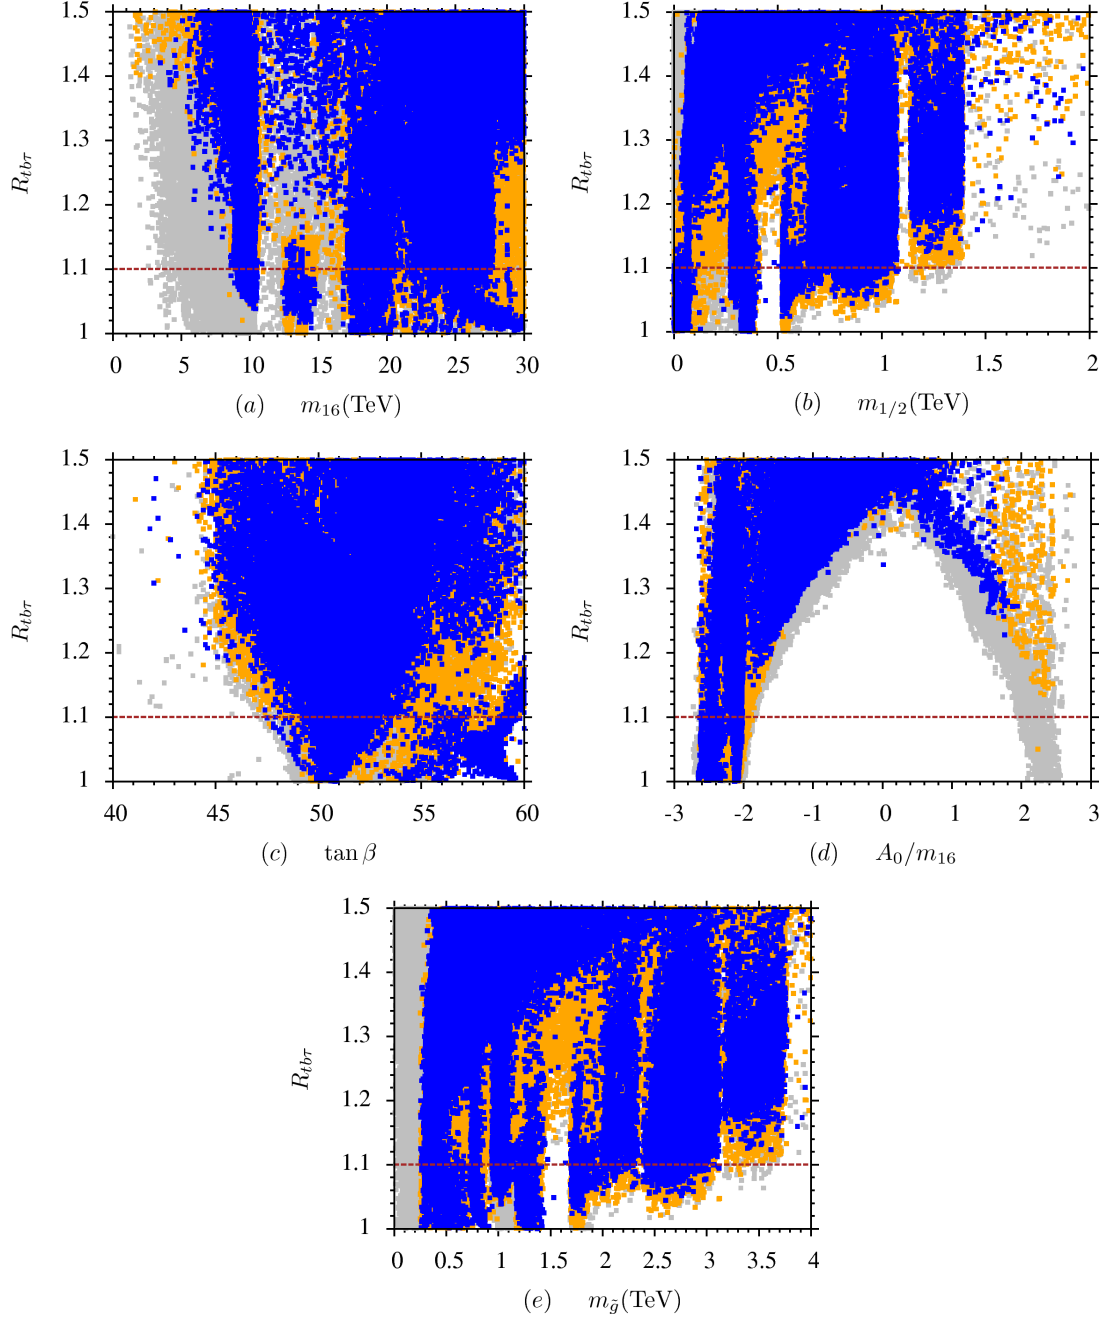 1.5
1.4
1.3
1.2
1.1
1
R_{tbτ}
0 5 10 15 20 25 30
(a) m_{16}(TeV)
1.5
1.4
1.3
1.2
1.1
1
R_{tbτ}
0 0.5 1 1.5 2
(b) m_{1/2}(TeV)
1.5
1.4
1.3
1.2
1.1
1
R_{tbτ}
40 45 50 55 60
(c) tan β
1.5
1.4
1.3
1.2
1.1
1
R_{tbτ}
-3 -2 -1 0 1 2 3
(d) A_0/m_{16}
1.5
1.4
1.3
1.2
1.1
1
R_{tbτ}
0 0.5 1 1.5 2 2.5 3 3.5 4
(e) m_{g̃}(TeV)